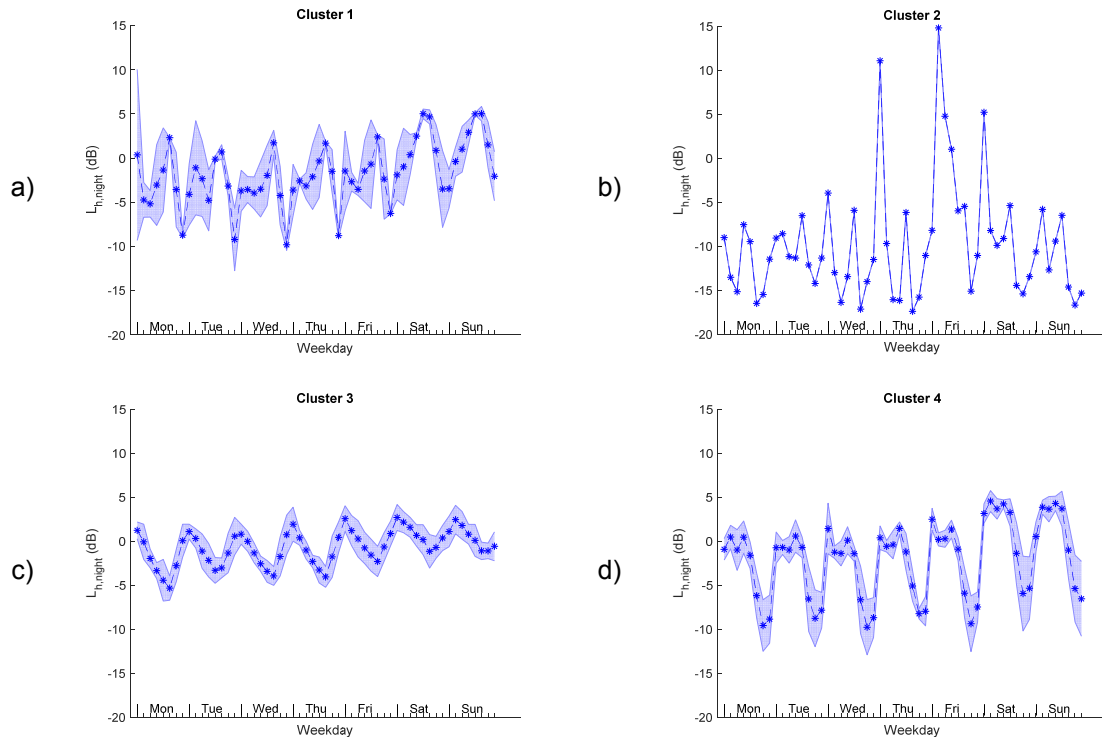 Cluster 1
a)
15
10
5
0
-5
-10
-15
-20
L_h,night (dB)
Mon Tue Wed Thu Fri Sat Sun
Weekday
Cluster 2
b)
15
10
5
0
-5
-10
-15
-20
L_h,night (dB)
Mon Tue Wed Thu Fri Sat Sun
Weekday
Cluster 3
c)
15
10
5
0
-5
-10
-15
-20
L_h,night (dB)
Mon Tue Wed Thu Fri Sat Sun
Weekday
Cluster 4
d)
15
10
5
0
-5
-10
-15
-20
L_h,night (dB)
Mon Tue Wed Thu Fri Sat Sun
Weekday